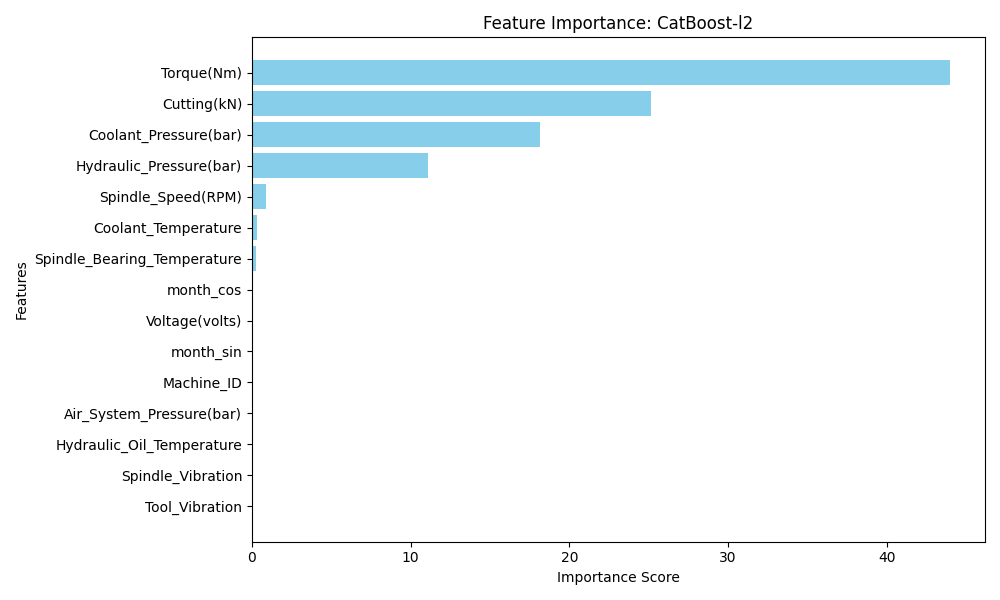 Feature Importance: CatBoost-l2
Torque(Nm)
Cutting(kN)
Coolant_Pressure(bar)
Hydraulic_Pressure(bar)
Spindle_Speed(RPM)
Coolant_Temperature
Spindle_Bearing_Temperature
month_cos
Voltage(volts)
month_sin
Machine_ID
Air_System_Pressure(bar)
Hydraulic_Oil_Temperature
Spindle_Vibration
Tool_Vibration
Features
0 10 20 30 40
Importance Score